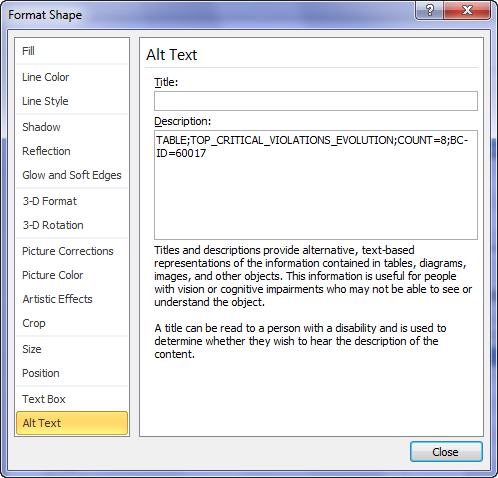 Format Shape
Fill
Line Color
Line Style
Shadow
Reflection
Glow and Soft Edges
3-D Format
3-D Rotation
Picture Corrections
Picture Color
Artistic Effects
Crop
Size
Position
Text Box
Alt Text
Alt Text
Title:
Description:
TABLE;TOP_CRITICAL_VIOLATIONS_EVOLUTION;COUNT=8;BC-
ID=60017
Titles and descriptions provide alternative, text-based
representations of the information contained in tables, diagrams,
images, and other objects. This information is useful for people
with vision or cognitive impairments who may not be able to see or
understand the object.
A title can be read to a person with a disability and is used to
determine whether they wish to hear the description of the
content.
Close